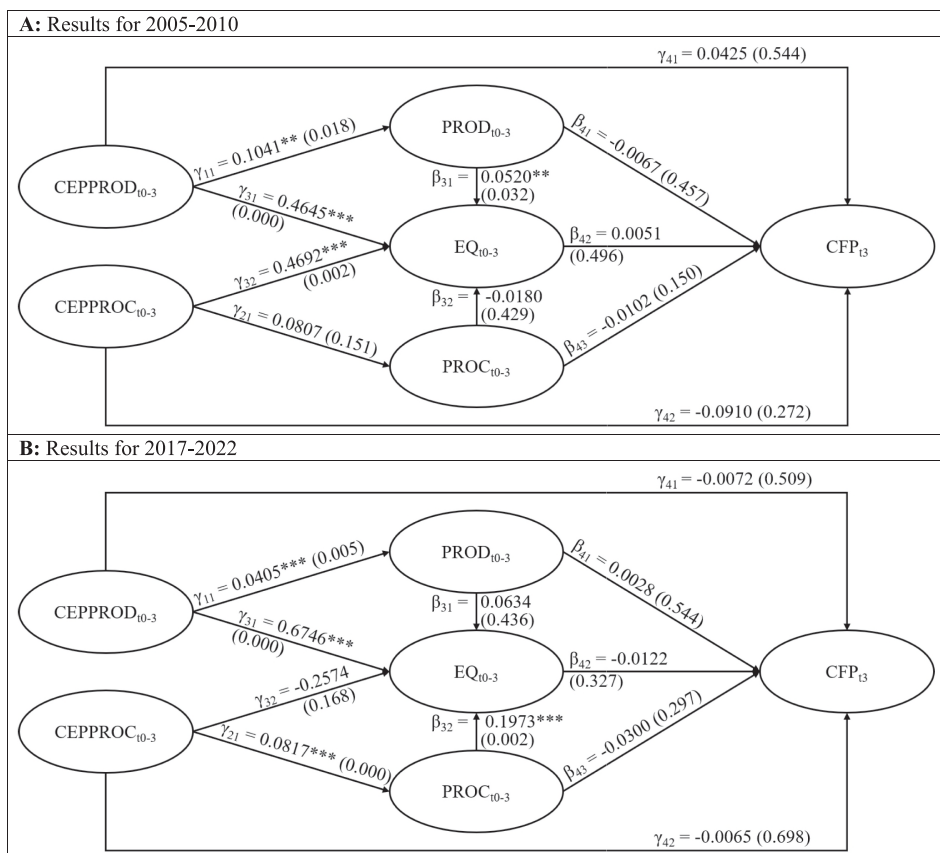 A: Results for 2005-2010
γ41 = 0.0425 (0.544)
PRODt0-3
γ11 = 0.1041** (0.018)
β41 = -0.0067 (0.457)
CEPPRODt0-3
β31 = 0.0520**
(0.032)
γ31 = 0.4645***
(0.000)
EQt0-3
β42 = 0.0051
(0.496)
CFPt3
γ32 = 0.4692***
(0.002)
CEPPROCt0-3
β32 = -0.0180
(0.429)
γ21 = 0.0807 (0.151)
β43 = -0.0102 (0.150)
PROCt0-3
γ42 = -0.0910 (0.272)
B: Results for 2017-2022
γ41 = -0.0072 (0.509)
PRODt0-3
γ11 = 0.0405*** (0.005)
β41 = 0.0028 (0.544)
CEPPRODt0-3
β31 = 0.0634
(0.436)
γ31 = 0.6746***
(0.000)
EQt0-3
β42 = -0.0122
(0.327)
CFPt3
γ32 = -0.2574
(0.168)
CEPPROCt0-3
β32 = 0.1973***
(0.002)
γ21 = 0.0817*** (0.000)
β43 = -0.0300 (0.297)
PROCt0-3
γ42 = -0.0065 (0.698)